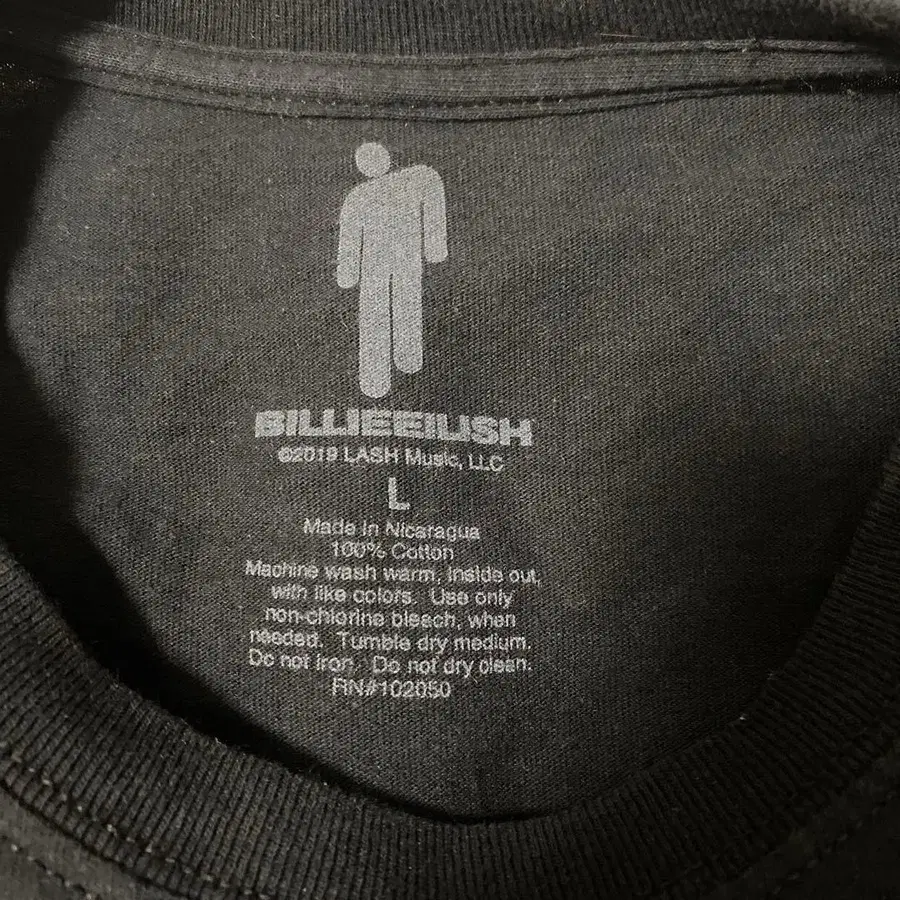 BILLIEEILISH
©2019 LASH Music, LLC
L
Made in Nicaragua
100% Cotton
Machine wash warm, inside out,
with like colors. Use only
non-chlorine bleach, when
needed. Tumble dry medium.
Do not iron. Do not dry clean.
RN#102050